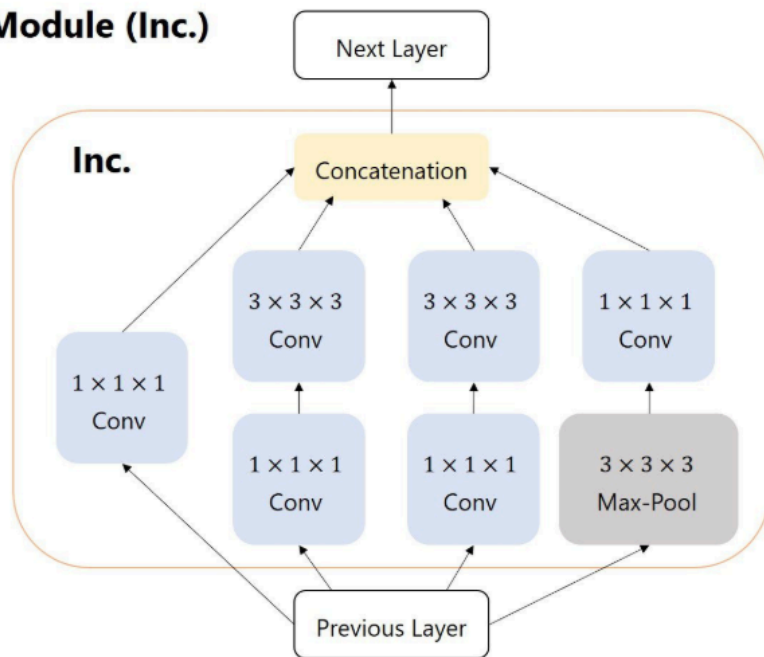 Module (Inc.)
Next Layer
Inc.
Concatenation
3 × 3 × 3
Conv
3 × 3 × 3
Conv
1 × 1 × 1
Conv
1 × 1 × 1
Conv
1 × 1 × 1
Conv
1 × 1 × 1
Conv
3 × 3 × 3
Max-Pool
Previous Layer